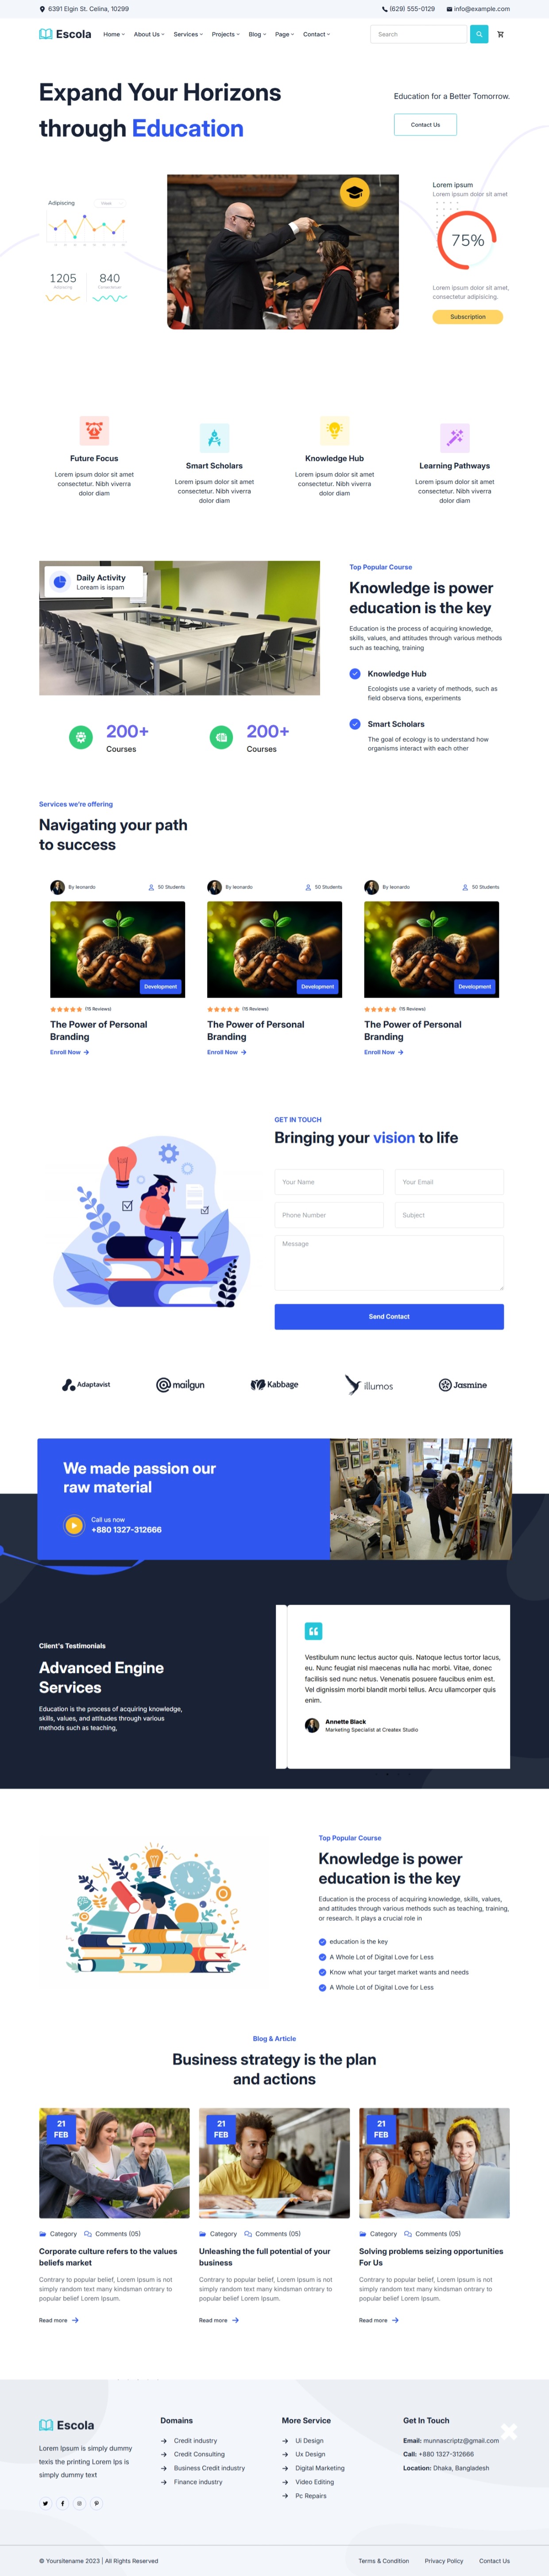 6391 Elgin St. Celina, 10299
(629) 555-0129
info@example.com
Escola
Home
About Us
Services
Projects
Blog
Page
Contact
Search
Expand Your Horizons
through Education
Education for a Better Tomorrow.
Contact Us
Adipiscing
1205
840
Lorem ipsum
Lorem ipsum dolor sit amet
75%
Lorem ipsum dolor sit amet,
consectetur adipiscing.
Subscription
Future Focus
Lorem ipsum dolor sit amet
consectetur. Nibh viverra
dolor diam
Smart Scholars
Lorem ipsum dolor sit amet
consectetur. Nibh viverra
dolor diam
Knowledge Hub
Lorem ipsum dolor sit amet
consectetur. Nibh viverra
dolor diam
Learning Pathways
Lorem ipsum dolor sit amet
consectetur. Nibh viverra
dolor diam
Daily Activity
Loream is ispam
200+
Courses
200+
Courses
Top Popular Course
Knowledge is power
education is the key
Education is the process of acquiring knowledge,
skills, values, and attitudes through various methods
such as teaching, training
Knowledge Hub
Ecologists use a variety of methods, such as
field observa tions, experiments
Smart Scholars
The goal of ecology is to understand how
organisms interact with each other
Services we're offering
Navigating your path
to success
By leonardo
50 Students
Development
(15 Reviews)
The Power of Personal
Branding
Enroll Now
By leonardo
50 Students
Development
(15 Reviews)
The Power of Personal
Branding
Enroll Now
By leonardo
50 Students
Development
(15 Reviews)
The Power of Personal
Branding
Enroll Now
GET IN TOUCH
Bringing your vision to life
Your Name
Your Email
Phone Number
Subject
Message
Send Contact
Adaptavist
mailgun
Kabbage
illumos
Jasmine
We made passion our
raw material
Call us now
+880 1327-312666
Client's Testimonials
Advanced Engine
Services
Education is the process of acquiring knowledge,
skills, values, and attitudes through various
methods such as teaching,
Vestibulum nunc lectus auctor quis. Natoque lectus tortor lacus,
eu. Nunc feugiat nisl maecenas nulla hac morbi. Vitae, donec
facilisis sed nunc netus. Venenatis posuere faucibus enim est.
Vel dignissim morbi blandit morbi tellus. Arcu ullamcorper quis
enim.
Annette Black
Marketing Specialist at Createx Studio
Top Popular Course
Knowledge is power
education is the key
Education is the process of acquiring knowledge, skills, values,
and attitudes through various methods such as teaching, training,
or research. It plays a crucial role in
education is the key
A Whole Lot of Digital Love for Less
Know what your target market wants and needs
A Whole Lot of Digital Love for Less
Blog & Article
Business strategy is the plan
and actions
21
FEB
Category
Comments (05)
Corporate culture refers to the values
beliefs market
Contrary to popular belief, Lorem Ipsum is not
simply random text many kindsman ontrary to
popular belief Lorem Ipsum.
Read more
21
FEB
Category
Comments (05)
Unleashing the full potential of your
business
Contrary to popular belief, Lorem Ipsum is not
simply random text many kindsman ontrary to
popular belief Lorem Ipsum.
Read more
21
FEB
Category
Comments (05)
Solving problems seizing opportunities
For Us
Contrary to popular belief, Lorem Ipsum is not
simply random text many kindsman ontrary to
popular belief Lorem Ipsum.
Read more
Escola
Lorem Ipsum is simply dummy
texis the printing Lorem Ips is
simply dummy text
Domains
Credit industry
Credit Consulting
Business Credit industry
Finance industry
More Service
Ui Design
Ux Design
Digital Marketing
Video Editing
Pc Repairs
Get In Touch
Email: munnascriptz@gmail.com
Call: +880 1327-312666
Location: Dhaka, Bangladesh
© Yoursitename 2023 | All Rights Reserved
Terms & Condition
Privacy Policy
Contact Us